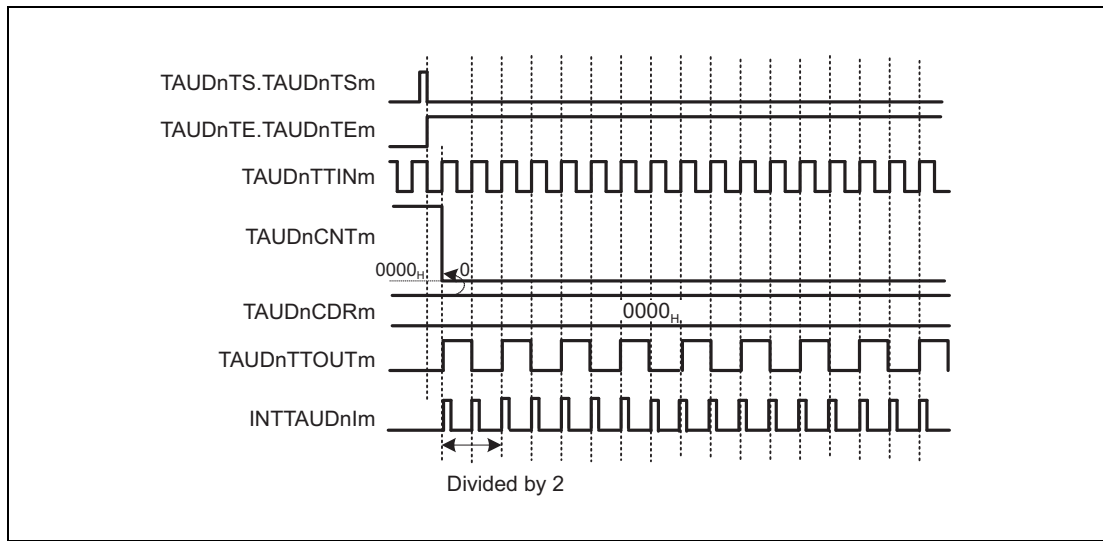 TAUDnTS.TAUDnTSm
TAUDnTE.TAUDnTEm
TAUDnTTINm
TAUDnCNTm
0000H 0
TAUDnCDRm 0000H
TAUDnTTOUTm
INTTAUDnIm
Divided by 2